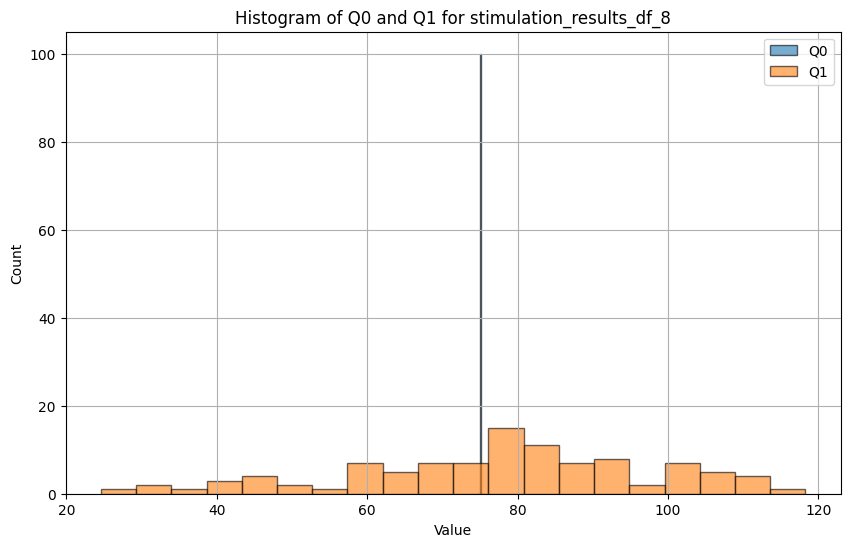 Histogram of Q0 and Q1 for stimulation_results_df_8
Q0
Q1
Count
100
80
60
40
20
0
20 40 60 80 100 120
Value